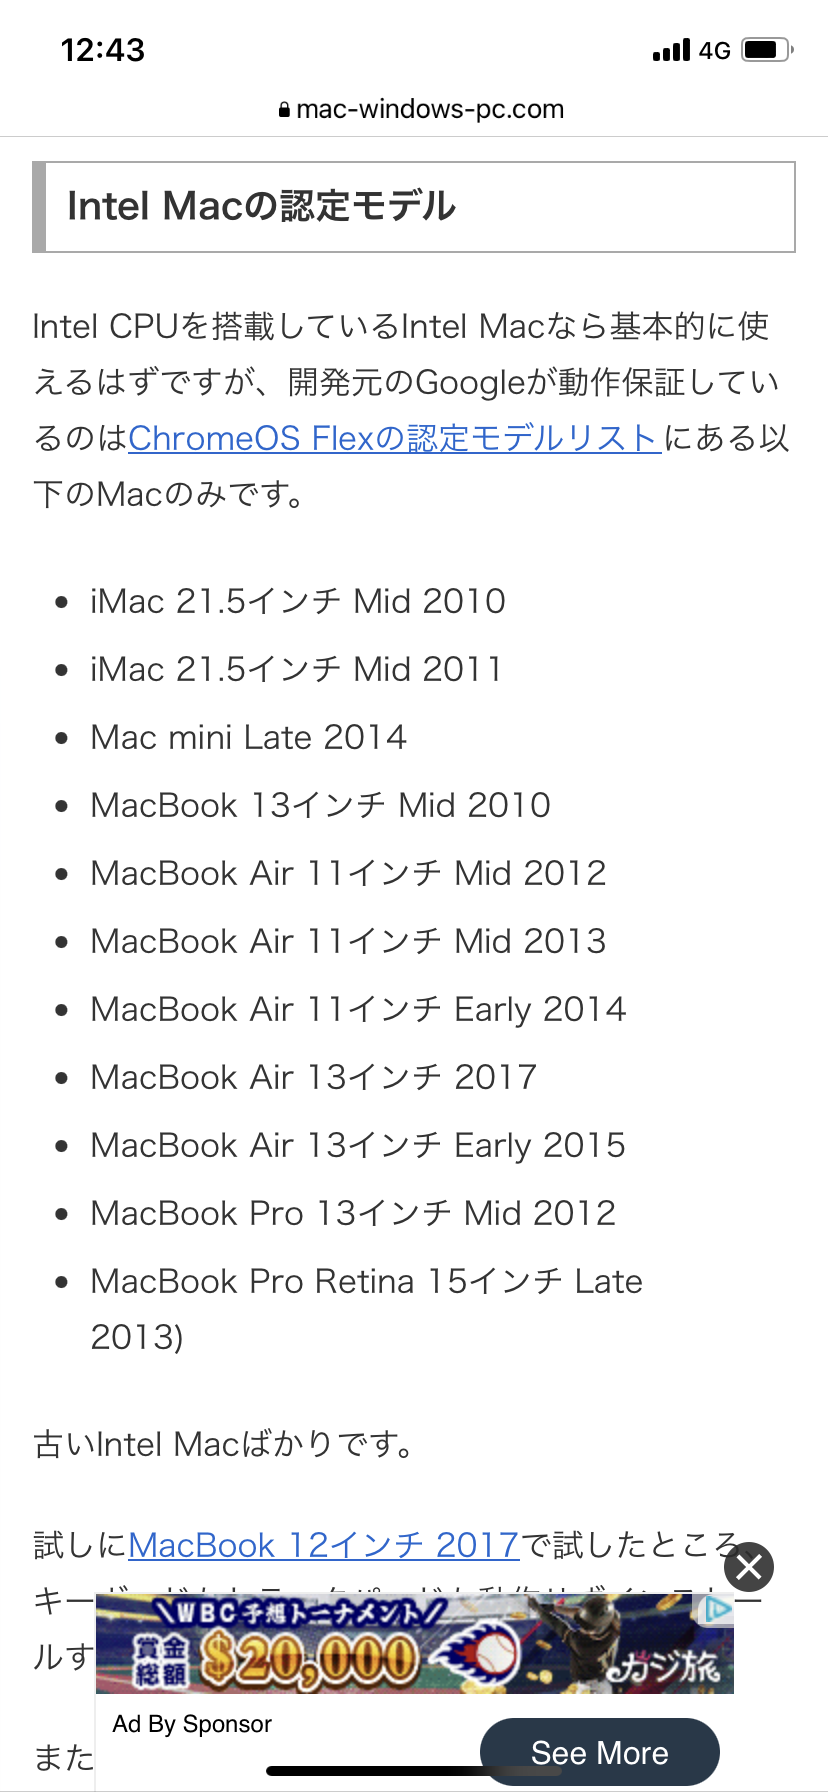 12:43
4G
mac-windows-pc.com
Intel Macの認定モデル
Intel CPUを搭載しているIntel Macなら基本的に使
えるはずですが、開発元のGoogleが動作保証してい
るのはChromeOS Flexの認定モデルリストにある以
下のMacのみです。
• iMac 21.5インチ Mid 2010
• iMac 21.5インチ Mid 2011
• Mac mini Late 2014
• MacBook 13インチ Mid 2010
• MacBook Air 11インチ Mid 2012
• MacBook Air 11インチ Mid 2013
• MacBook Air 11インチ Early 2014
• MacBook Air 13インチ 2017
• MacBook Air 13インチ Early 2015
• MacBook Pro 13インチ Mid 2012
• MacBook Pro Retina 15インチ Late
2013)
古いIntel Macばかりです。
試しにMacBook 12インチ 2017で試したところ、
キー
ルす
WBC予想トーナメント
賞金
総額
$20,000
カジ旅
Ad By Sponsor
See More
また